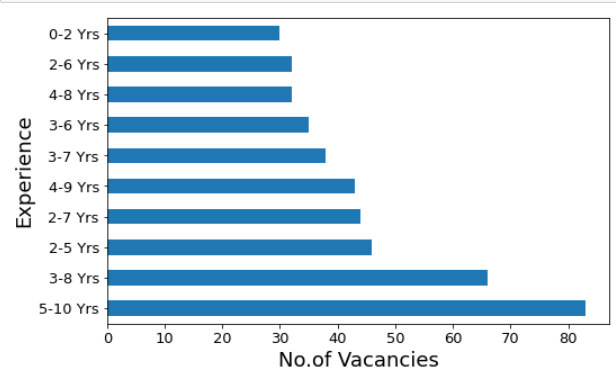 0-2 Yrs
2-6 Yrs
4-8 Yrs
3-6 Yrs
3-7 Yrs
4-9 Yrs
2-7 Yrs
2-5 Yrs
3-8 Yrs
5-10 Yrs
Experience
0 10 20 30 40 50 60 70 80
No.of Vacancies